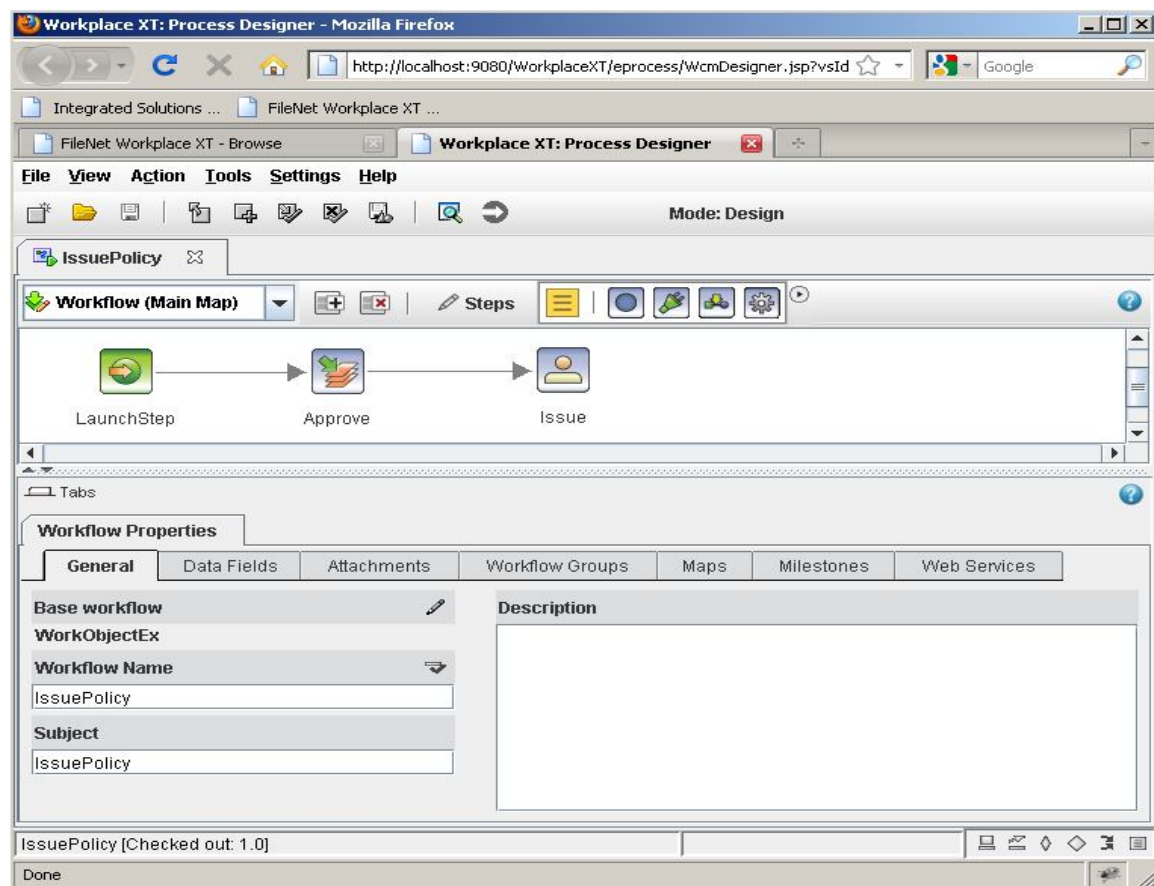 Workplace XT: Process Designer - Mozilla Firefox
http://localhost:9080/WorkplaceXT/eprocess/WcmDesigner.jsp?vsId
Google
Integrated Solutions ...
FileNet Workplace XT ...
FileNet Workplace XT - Browse
Workplace XT: Process Designer
File View Action Tools Settings Help
Mode: Design
IssuePolicy
Workflow (Main Map)
Steps
LaunchStep
Approve
Issue
Tabs
Workflow Properties
General
Data Fields
Attachments
Workflow Groups
Maps
Milestones
Web Services
Base workflow
WorkObjectEx
Workflow Name
IssuePolicy
Subject
IssuePolicy
Description
IssuePolicy [Checked out: 1.0]
Done